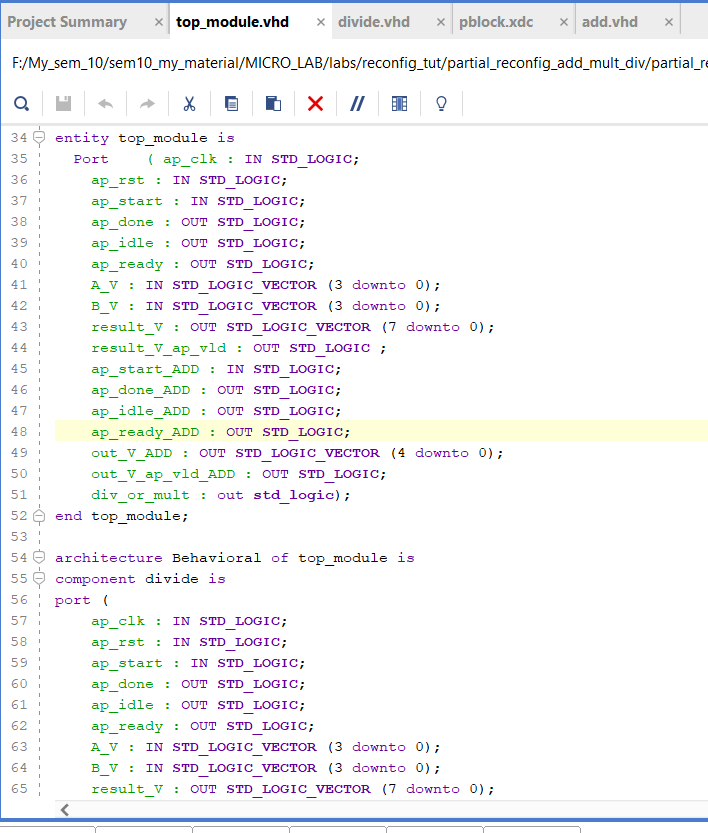 Project Summary × top_module.vhd × divide.vhd × pblock.xdc × add.vhd ×
F:/My_sem_10/sem10_my_material/MICRO_LAB/labs/reconfig_tut/partial_reconfig_add_mult_div/partial_re
34 entity top_module is
35 Port ( ap_clk : IN STD_LOGIC;
36 ap_rst : IN STD_LOGIC;
37 ap_start : IN STD_LOGIC;
38 ap_done : OUT STD_LOGIC;
39 ap_idle : OUT STD_LOGIC;
40 ap_ready : OUT STD_LOGIC;
41 A_V : IN STD_LOGIC_VECTOR (3 downto 0);
42 B_V : IN STD_LOGIC_VECTOR (3 downto 0);
43 result_V : OUT STD_LOGIC_VECTOR (7 downto 0);
44 result_V_ap_vld : OUT STD_LOGIC ;
45 ap_start_ADD : IN STD_LOGIC;
46 ap_done_ADD : OUT STD_LOGIC;
47 ap_idle_ADD : OUT STD_LOGIC;
48 ap_ready_ADD : OUT STD_LOGIC;
49 out_V_ADD : OUT STD_LOGIC_VECTOR (4 downto 0);
50 out_V_ap_vld_ADD : OUT STD_LOGIC;
51 div_or_mult : out std_logic);
52 end top_module;
53
54 architecture Behavioral of top_module is
55 component divide is
56 port (
57 ap_clk : IN STD_LOGIC;
58 ap_rst : IN STD_LOGIC;
59 ap_start : IN STD_LOGIC;
60 ap_done : OUT STD_LOGIC;
61 ap_idle : OUT STD_LOGIC;
62 ap_ready : OUT STD_LOGIC;
63 A_V : IN STD_LOGIC_VECTOR (3 downto 0);
64 B_V : IN STD_LOGIC_VECTOR (3 downto 0);
65 result_V : OUT STD_LOGIC_VECTOR (7 downto 0);